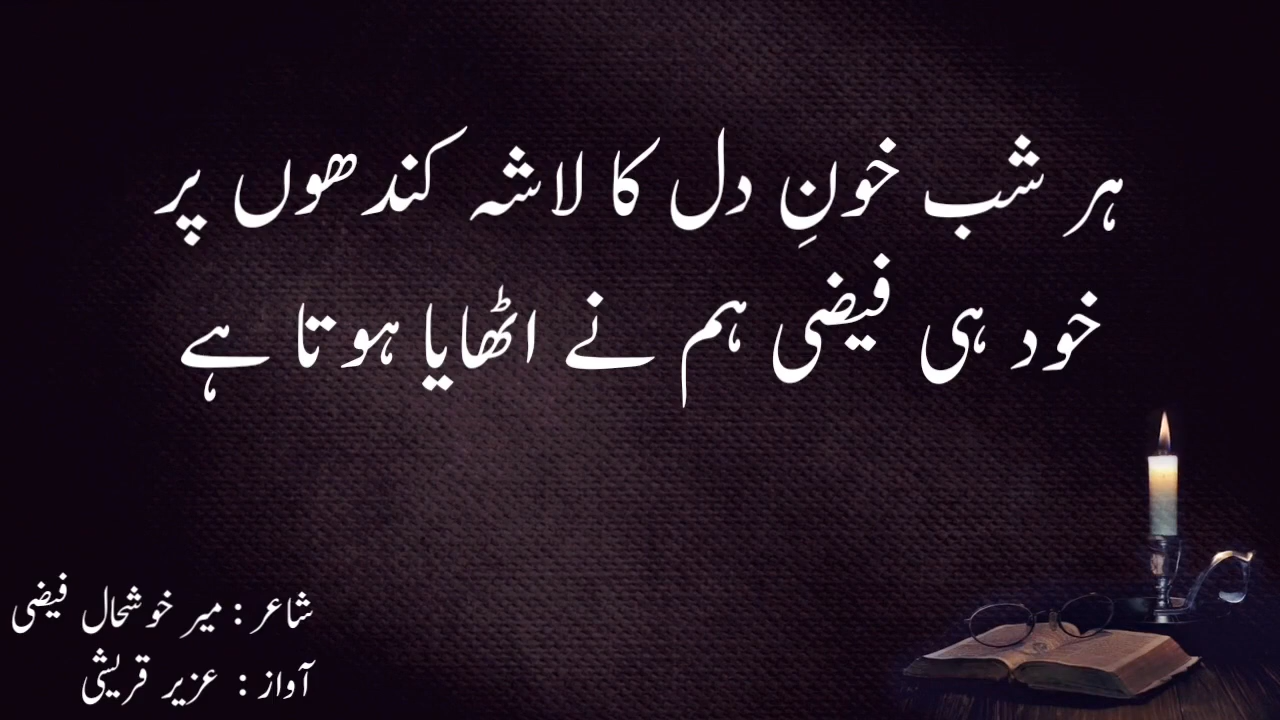 ہر شب خونِ دل کا لاشہ کندھوں پر
خود ہی فیضی ہم نے اٹھایا ہوتا ہے
شاعر : میر خوشحال فیضی
آواز : عزیر قریشی